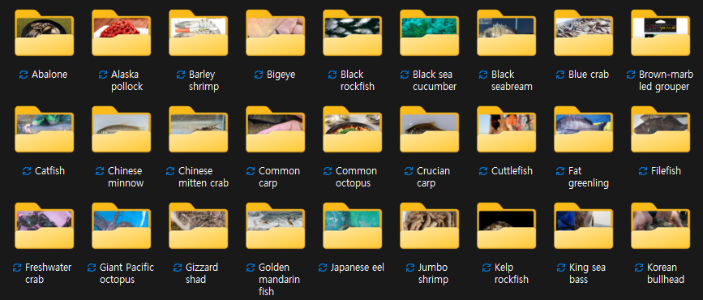 Abalone
Alaska
pollock
Barley
shrimp
Bigeye
Black
rockfish
Black sea
cucumber
Black
seabream
Blue crab
Brown-marb
led grouper
Catfish
Chinese
minnow
Chinese
mitten crab
Common
carp
Common
octopus
Crucian
carp
Cuttlefish
Fat
greenling
Filefish
Freshwater
crab
Giant Pacific
octopus
Gizzard
shad
Golden
mandarin
fish
Japanese eel
Jumbo
shrimp
Kelp
rockfish
King sea
bass
Korean
bullhead